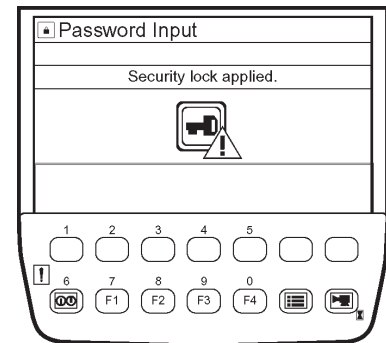 Password Input
Security lock applied.
1 2 3 4 5
6 7 8 9 0
F1 F2 F3 F4